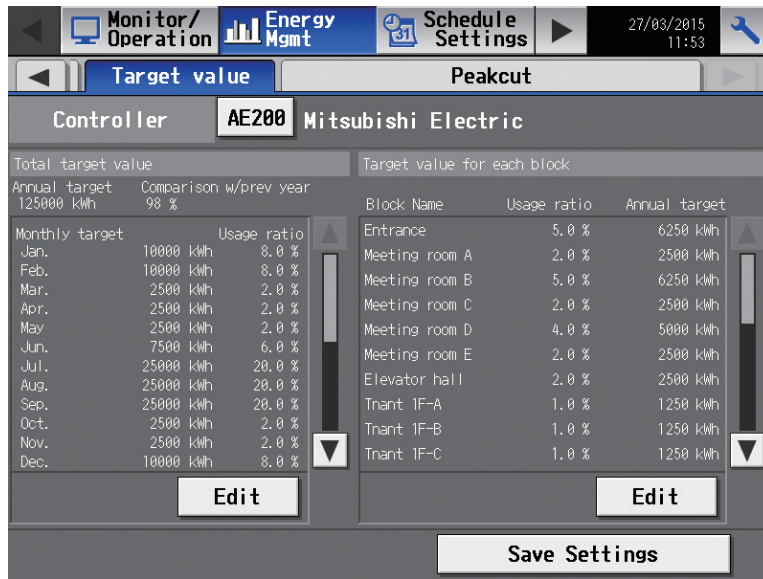 Monitor/ Operation
Energy Mgmt
31
Schedule Settings
27/03/2015
11:53
Target value
Peakcut
Controller AE200 Mitsubishi Electric
Total target value
Annual target Comparison w/prev year
125000 kWh 98 %
Monthly target Usage ratio
Jan. 10000 kWh 8.0 %
Feb. 10000 kWh 8.0 %
Mar. 2500 kWh 2.0 %
Apr. 2500 kWh 2.0 %
May 2500 kWh 2.0 %
Jun. 7500 kWh 6.0 %
Jul. 25000 kWh 20.0 %
Aug. 25000 kWh 20.0 %
Sep. 25000 kWh 20.0 %
Oct. 2500 kWh 2.0 %
Nov. 2500 kWh 2.0 %
Dec. 10000 kWh 8.0 %
Edit
Target value for each block
Block Name Usage ratio Annual target
Entrance 5.0 % 6250 kWh
Meeting room A 2.0 % 2500 kWh
Meeting room B 5.0 % 6250 kWh
Meeting room C 2.0 % 2500 kWh
Meeting room D 4.0 % 5000 kWh
Meeting room E 2.0 % 2500 kWh
Elevator hall 2.0 % 2500 kWh
Tnant 1F-A 1.0 % 1250 kWh
Tnant 1F-B 1.0 % 1250 kWh
Tnant 1F-C 1.0 % 1250 kWh
Edit
Save Settings